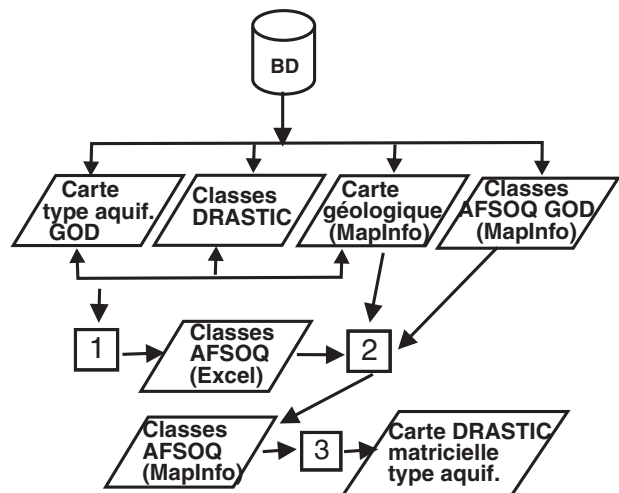 BD
Carte
type aquif.
GOD
Classes
DRASTIC
Carte
géologique
(MapInfo)
Classes
AFSOQ GOD
(MapInfo)
1
Classes
AFSOQ
(Excel)
2
Classes
AFSOQ
(MapInfo)
3
Carte DRASTIC
matricielle
type aquif.